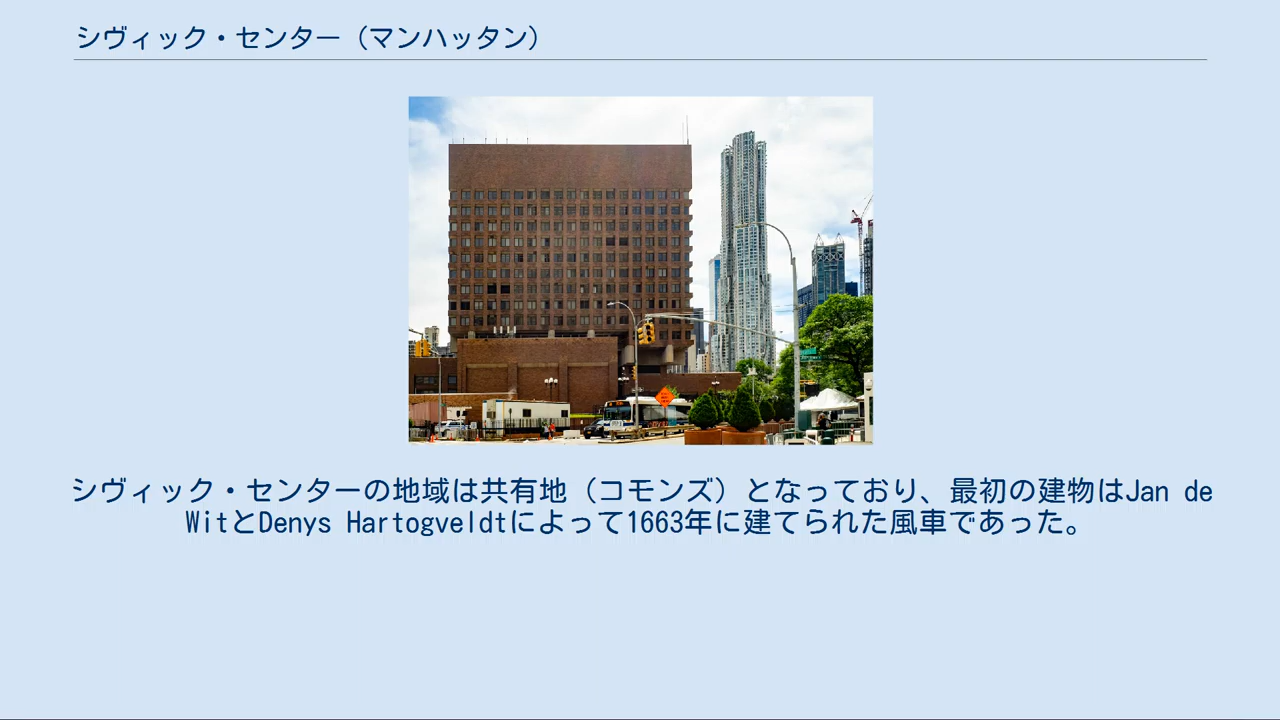 シヴィック・センター（マンハッタン）
シヴィック・センターの地域は共有地（コモンズ）となっており、最初の建物はJan de
WitとDenys Hartogveldtによって1663年に建てられた風車であった。